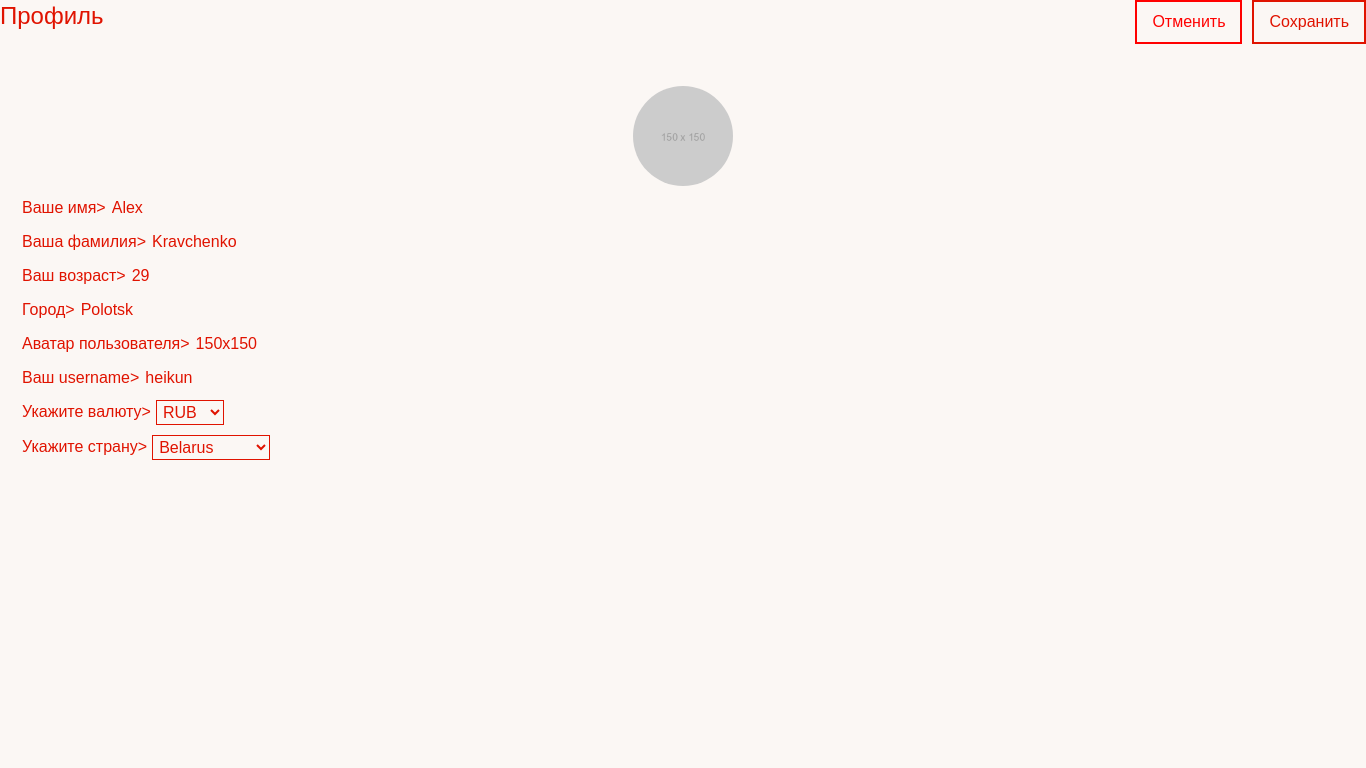 Профиль
Отменить
Сохранить
150 x 150
Ваше имя> Alex
Ваша фамилия> Kravchenko
Ваш возраст> 29
Город> Polotsk
Аватар пользователя> 150x150
Ваш username> heikun
Укажите валюту> RUB
Укажите страну> Belarus